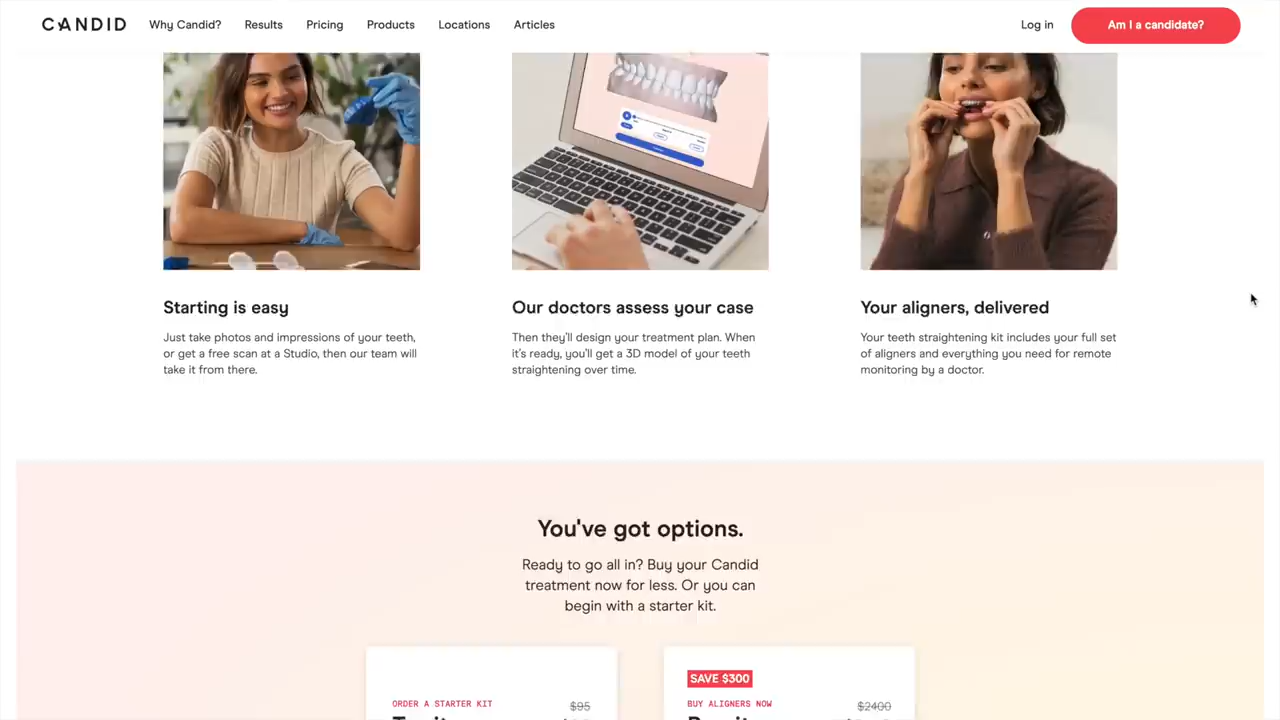 CANDID Why Candid? Results Pricing Products Locations Articles Log in Am I a candidate?
Starting is easy
Just take photos and impressions of your teeth,
or get a free scan at a Studio, then our team will
take it from there.
Our doctors assess your case
Then they'll design your treatment plan. When
it's ready, you'll get a 3D model of your teeth
straightening over time.
Your aligners, delivered
Your teeth straightening kit includes your full set
of aligners and everything you need for remote
monitoring by a doctor.
You've got options.
Ready to go all in? Buy your Candid
treatment now for less. Or you can
begin with a starter kit.
ORDER A STARTER KIT $95
SAVE $300
BUY ALIGNERS NOW $2400